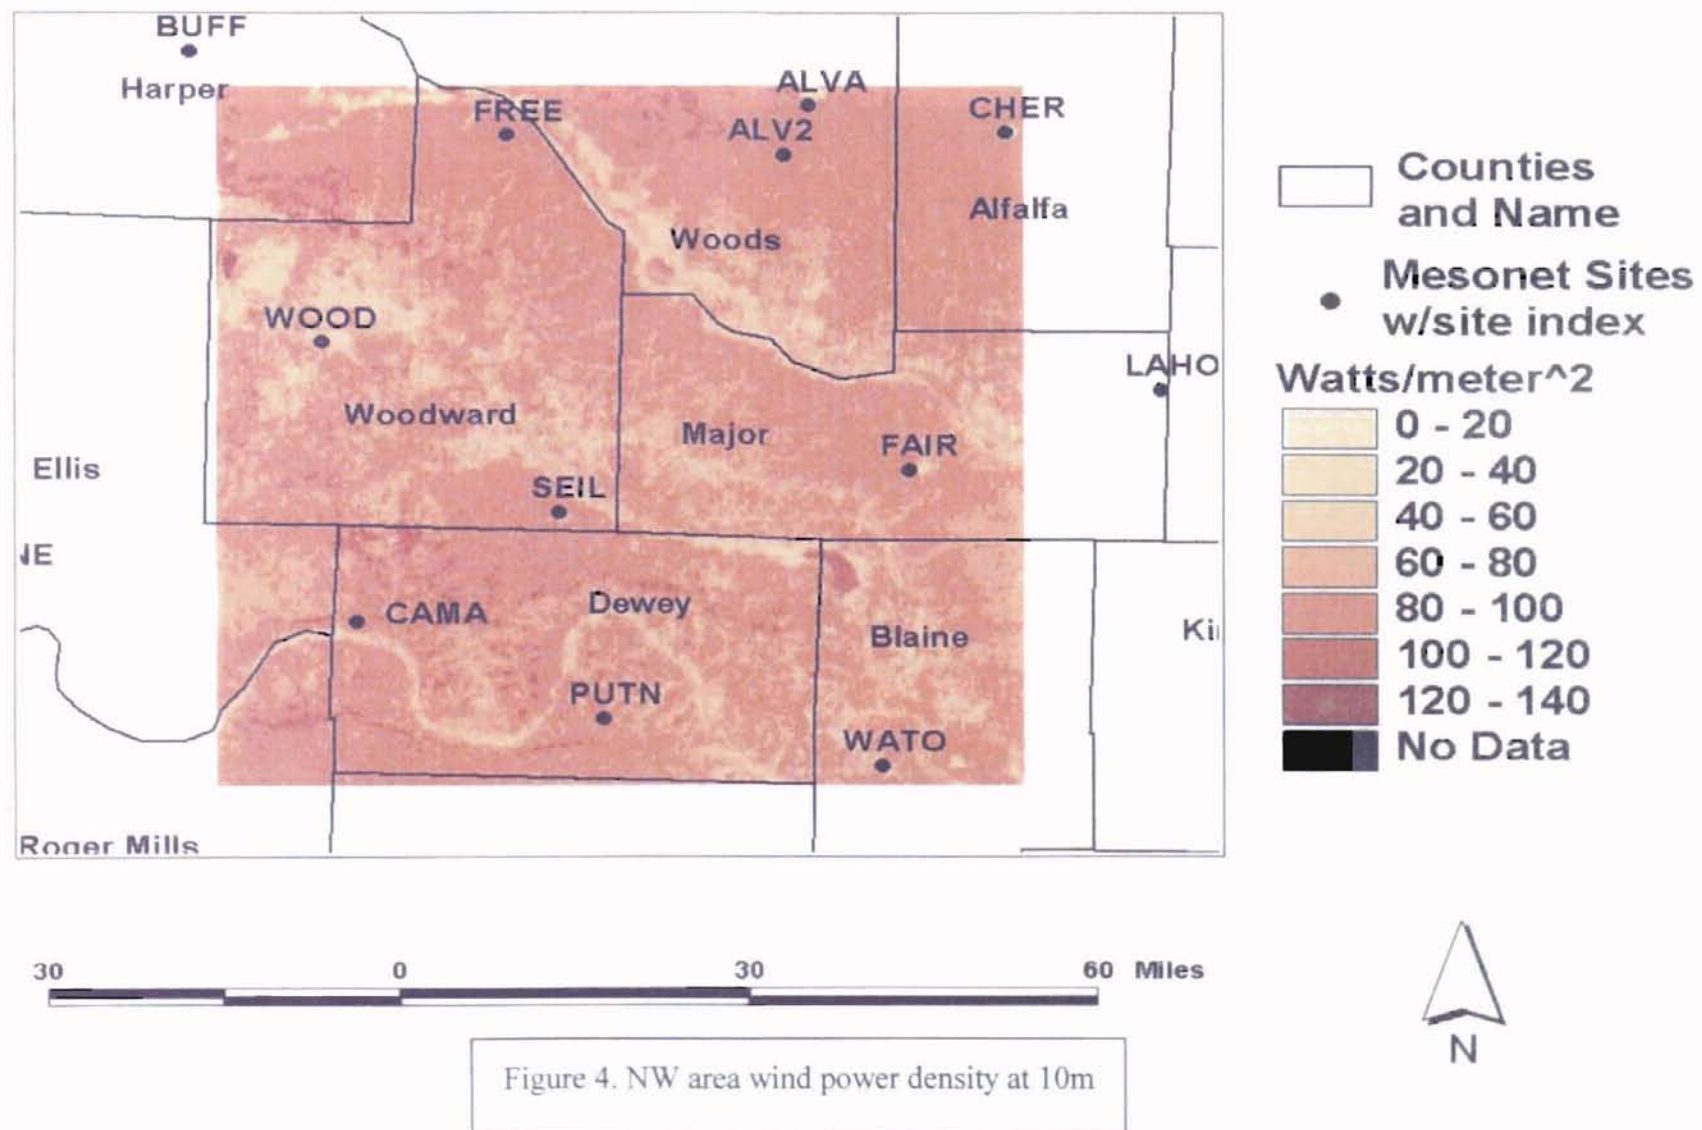 BUFF
Harper
FREE
ALVA
ALV2
CHER
Alfalfa
Woods
WOOD
Woodward
Major
FAIR
LAHO
Ellis
SEIL
NE
CAMA
Dewey
Blaine
Ki
PUTN
WATO
Roger Mills
Counties
and Name
Mesonet Sites
w/site index
Watts/meter^2
0 - 20
20 - 40
40 - 60
60 - 80
80 - 100
100 - 120
120 - 140
No Data
30 0 30 60 Miles
N
Figure 4. NW area wind power density at 10m